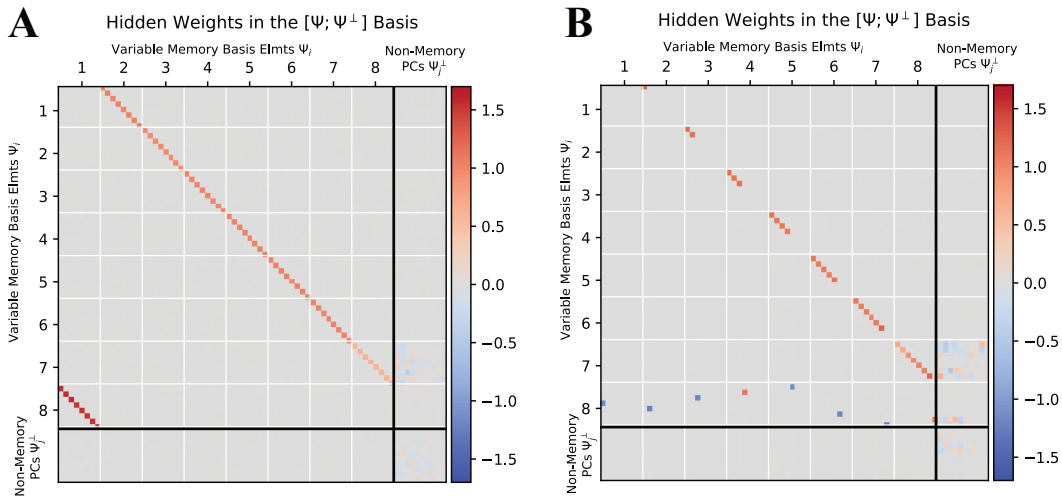 A
Hidden Weights in the [Ψ; Ψ⊥] Basis
Variable Memory Basis Elmts Ψi
Non-Memory
PCs Ψj⊥
1 2 3 4 5 6 7 8
Variable Memory Basis Elmts Ψi
1
2
3
4
5
6
7
8
Non-Memory
PCs Ψj⊥
1.5
1.0
0.5
0.0
−0.5
−1.0
−1.5
B
Hidden Weights in the [Ψ; Ψ⊥] Basis
Variable Memory Basis Elmts Ψi
Non-Memory
PCs Ψj⊥
1 2 3 4 5 6 7 8
Variable Memory Basis Elmts Ψi
1
2
3
4
5
6
7
8
Non-Memory
PCs Ψj⊥
1.5
1.0
0.5
0.0
−0.5
−1.0
−1.5